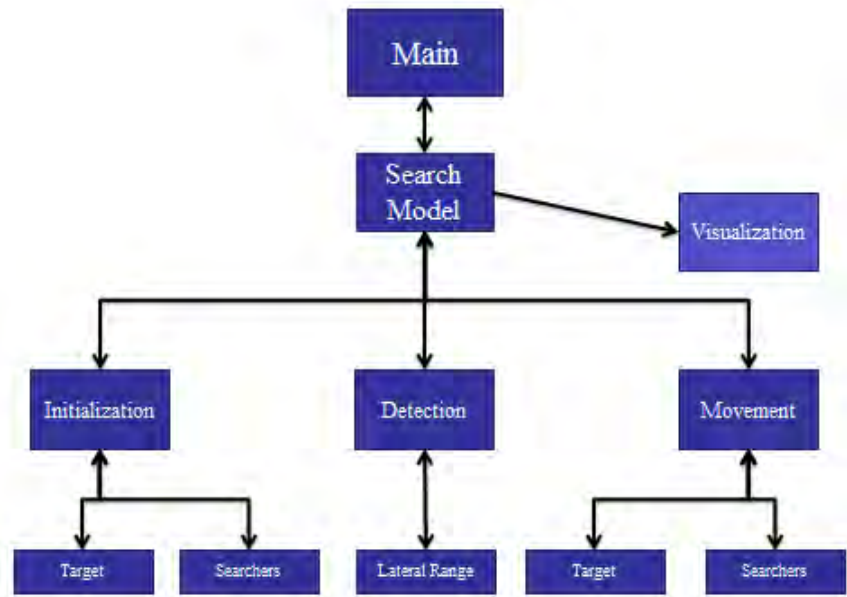 Main
Search
Model
Visualization
Initialization
Detection
Movement
Target
Searchers
Lateral Range
Target
Searchers